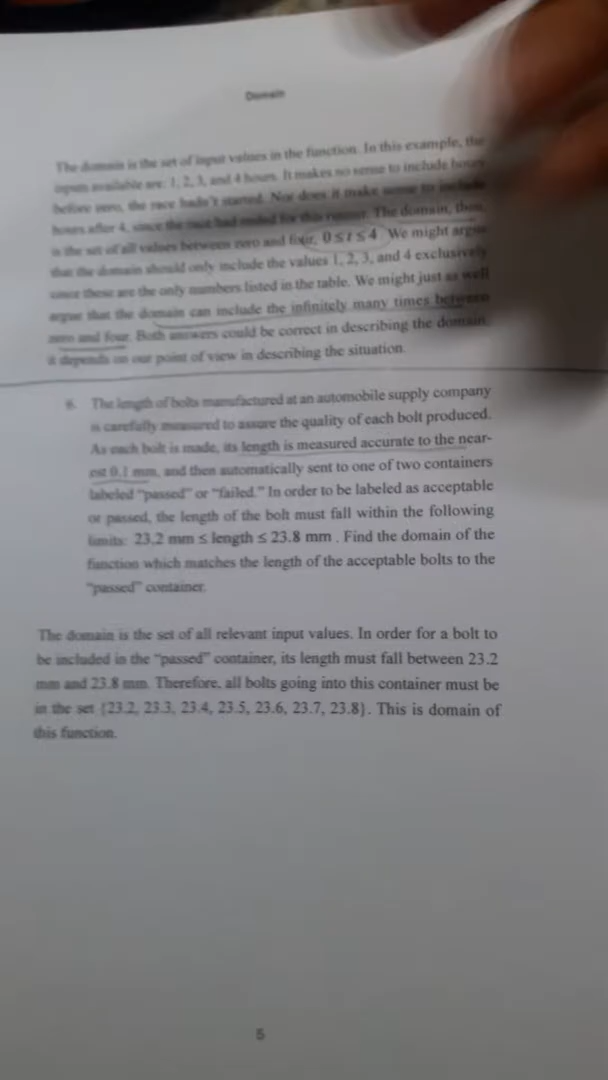 Domain
The domain is the set of input values in the function. In this example, the
inputs available are: 1, 2, 3, and 4 hours. It makes no sense to include hours
before zero, the race hadn't started. Nor does it make sense to include
hours after 4, since the race had ended for this runner. The domain, then,
is the set of all values between zero and four, 0 ≤ t ≤ 4. We might argue
that the domain should only include the values 1, 2, 3, and 4 exclusively
since these are the only numbers listed in the table. We might just as well
argue that the domain can include the infinitely many times between
zero and four. Both answers could be correct in describing the domain,
it depends on our point of view in describing the situation.
6. The length of bolts manufactured at an automobile supply company
is carefully measured to assure the quality of each bolt produced.
As each bolt is made, its length is measured accurate to the near-
est 0.1 mm, and then automatically sent to one of two containers
labeled "passed" or "failed." In order to be labeled as acceptable
or passed, the length of the bolt must fall within the following
limits: 23.2 mm ≤ length ≤ 23.8 mm . Find the domain of the
function which matches the length of the acceptable bolts to the
"passed" container.
The domain is the set of all relevant input values. In order for a bolt to
be included in the "passed" container, its length must fall between 23.2
mm and 23.8 mm. Therefore, all bolts going into this container must be
in the set {23.2, 23.3, 23.4, 23.5, 23.6, 23.7, 23.8}. This is domain of
this function.
5